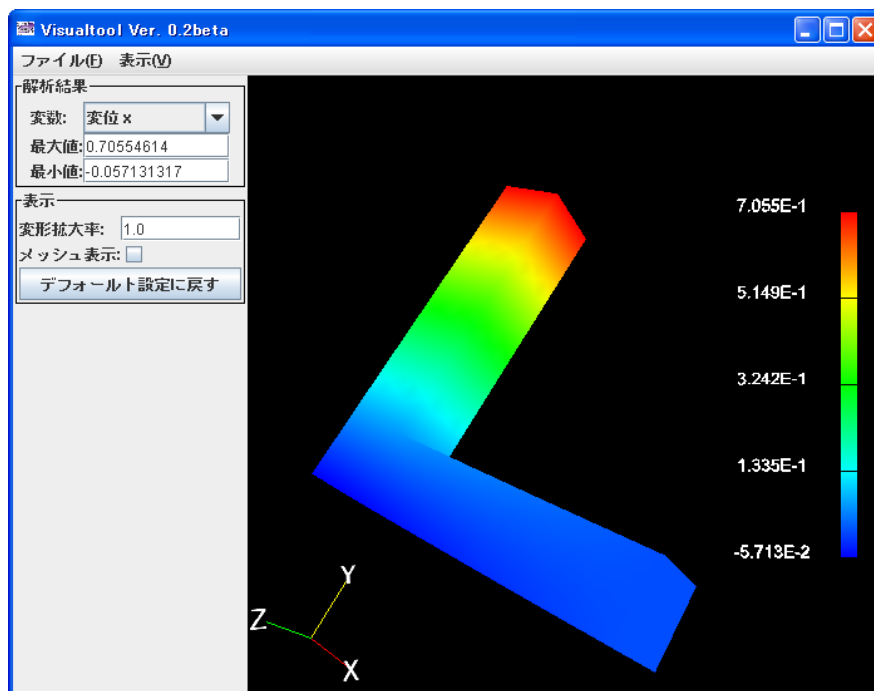 Visualtool Ver. 0.2beta
ファイル(F) 表示(V)
解析結果
変数: 変位 x
最大値: 0.70554614
最小値: -0.057131317
表示
変形拡大率: 1.0
メッシュ表示:
デフォールト設定に戻す
7.055E-1
5.149E-1
3.242E-1
1.335E-1
-5.713E-2
Y
Z
X